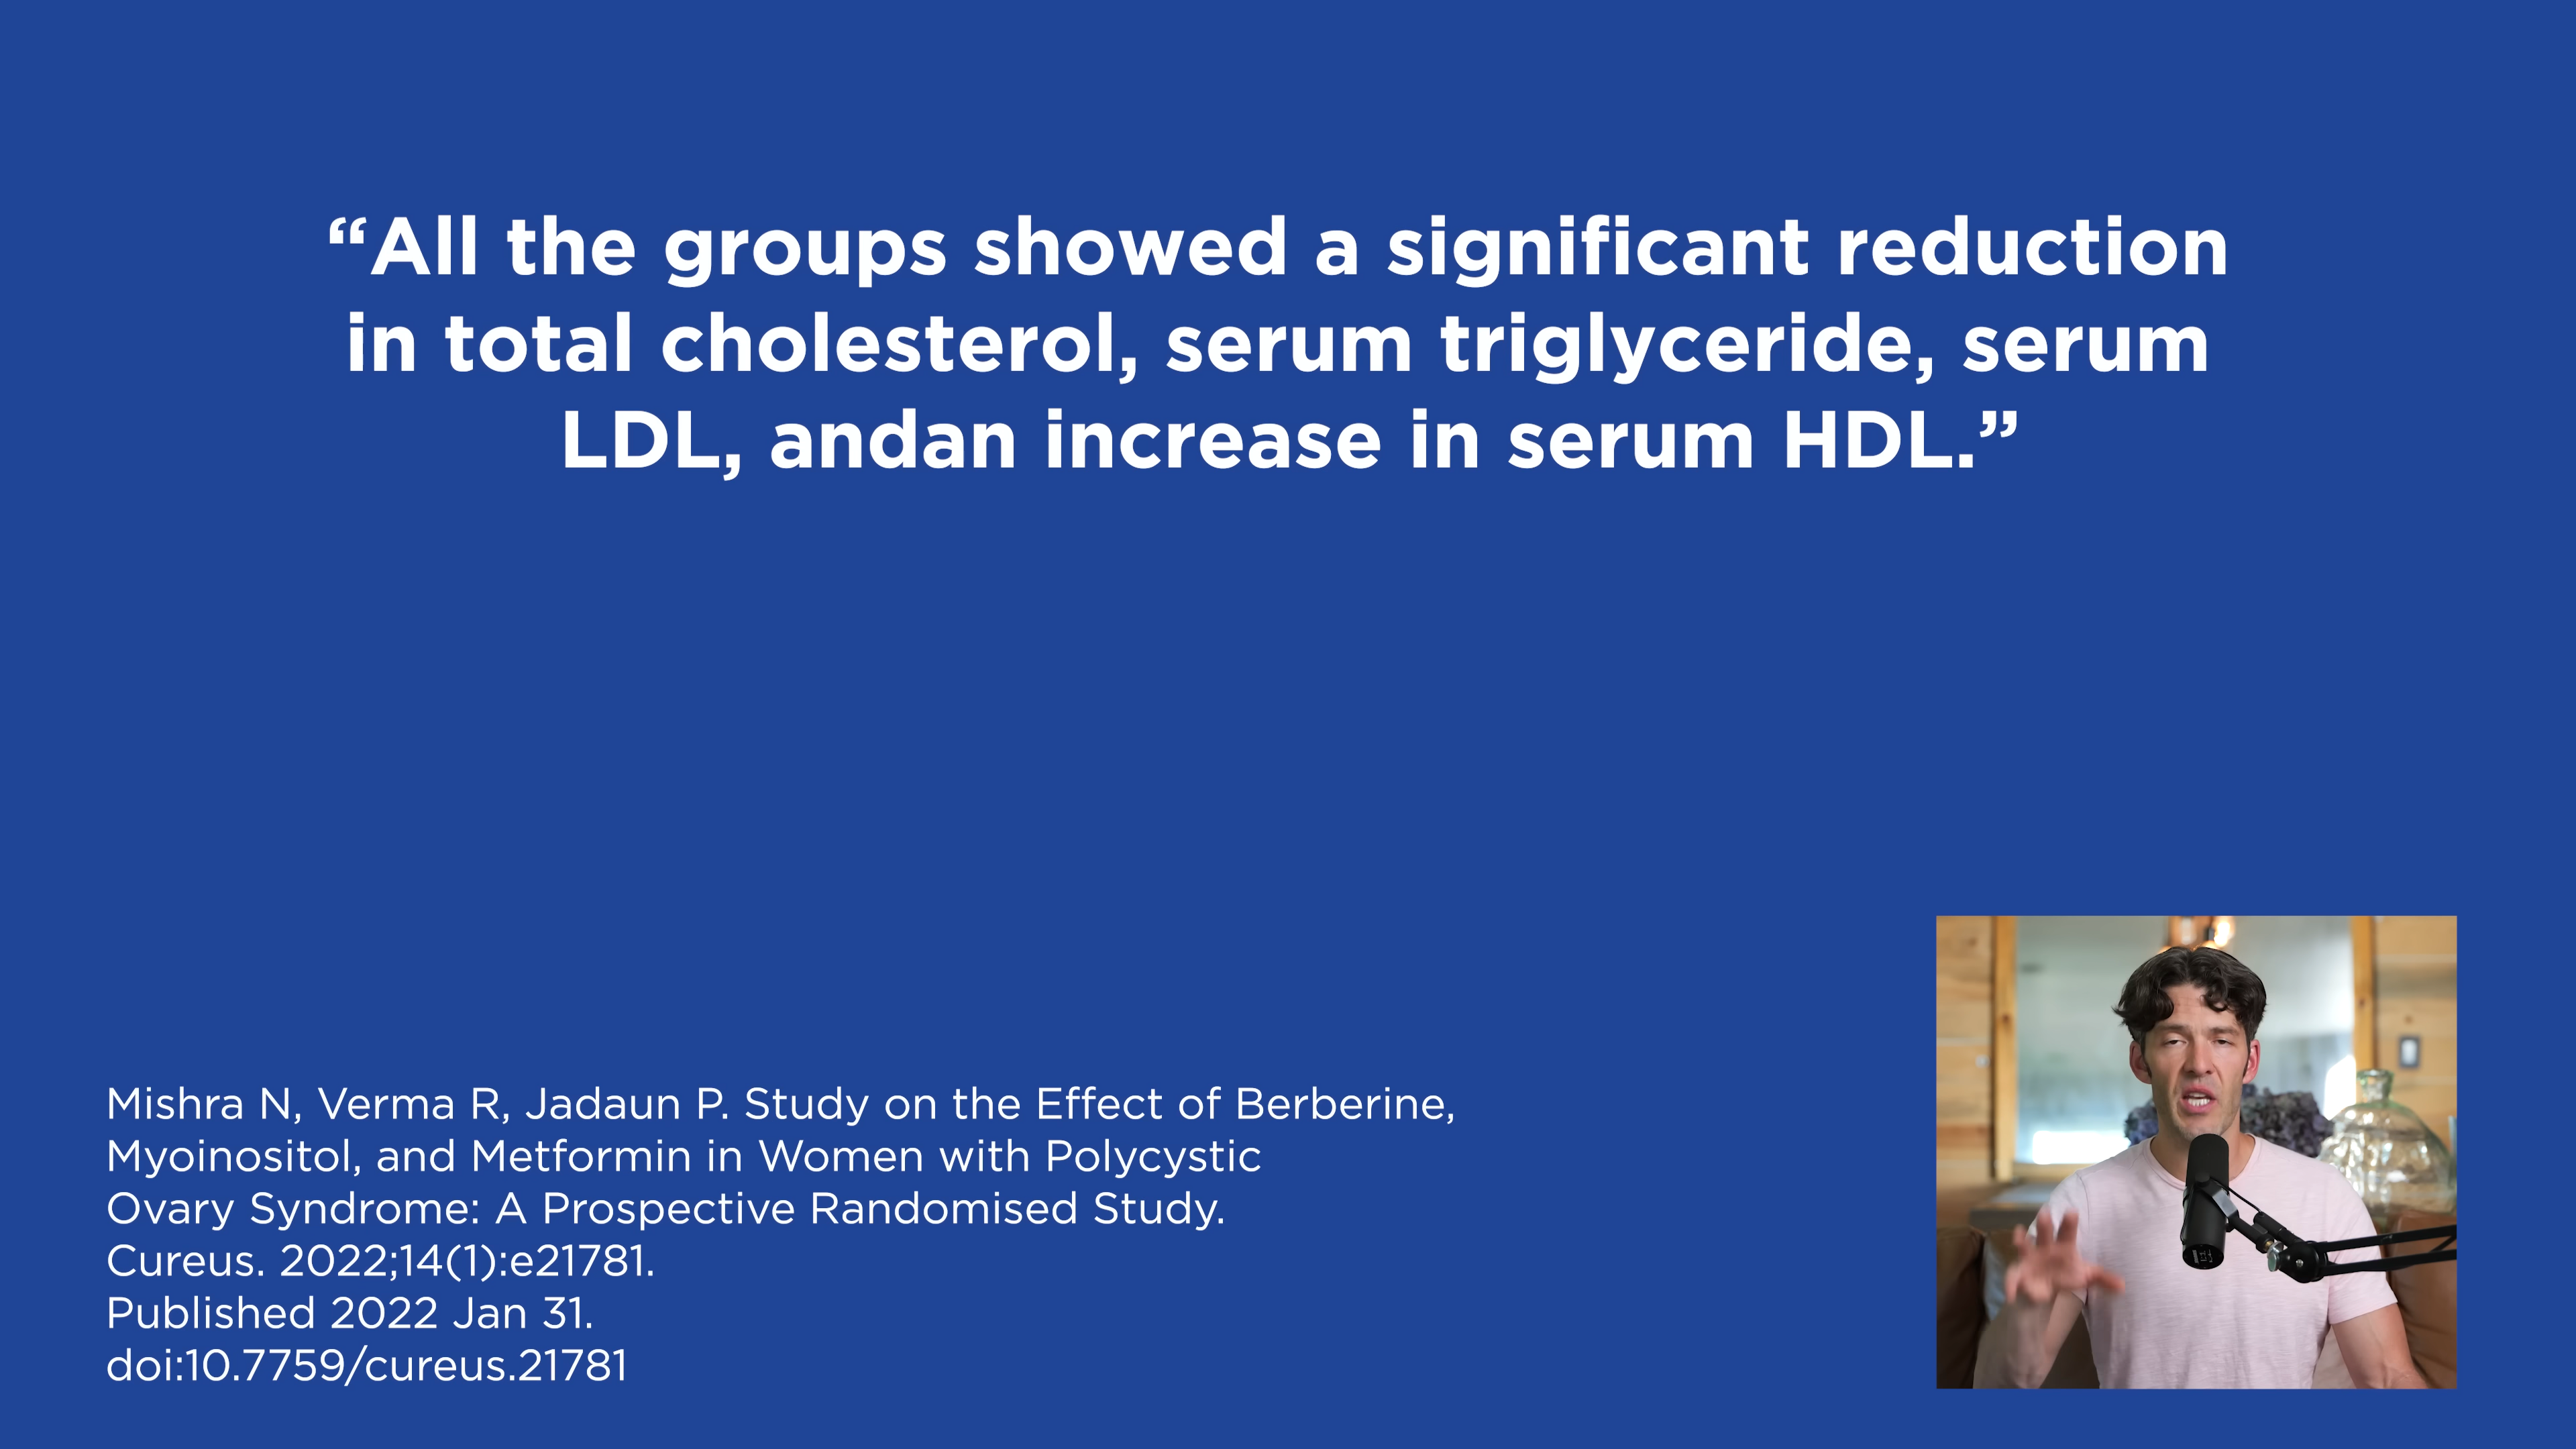 “All the groups showed a significant reduction
in total cholesterol, serum triglyceride, serum
LDL, andan increase in serum HDL.”
Mishra N, Verma R, Jadaun P. Study on the Effect of Berberine,
Myoinositol, and Metformin in Women with Polycystic
Ovary Syndrome: A Prospective Randomised Study.
Cureus. 2022;14(1):e21781.
Published 2022 Jan 31.
doi:10.7759/cureus.21781